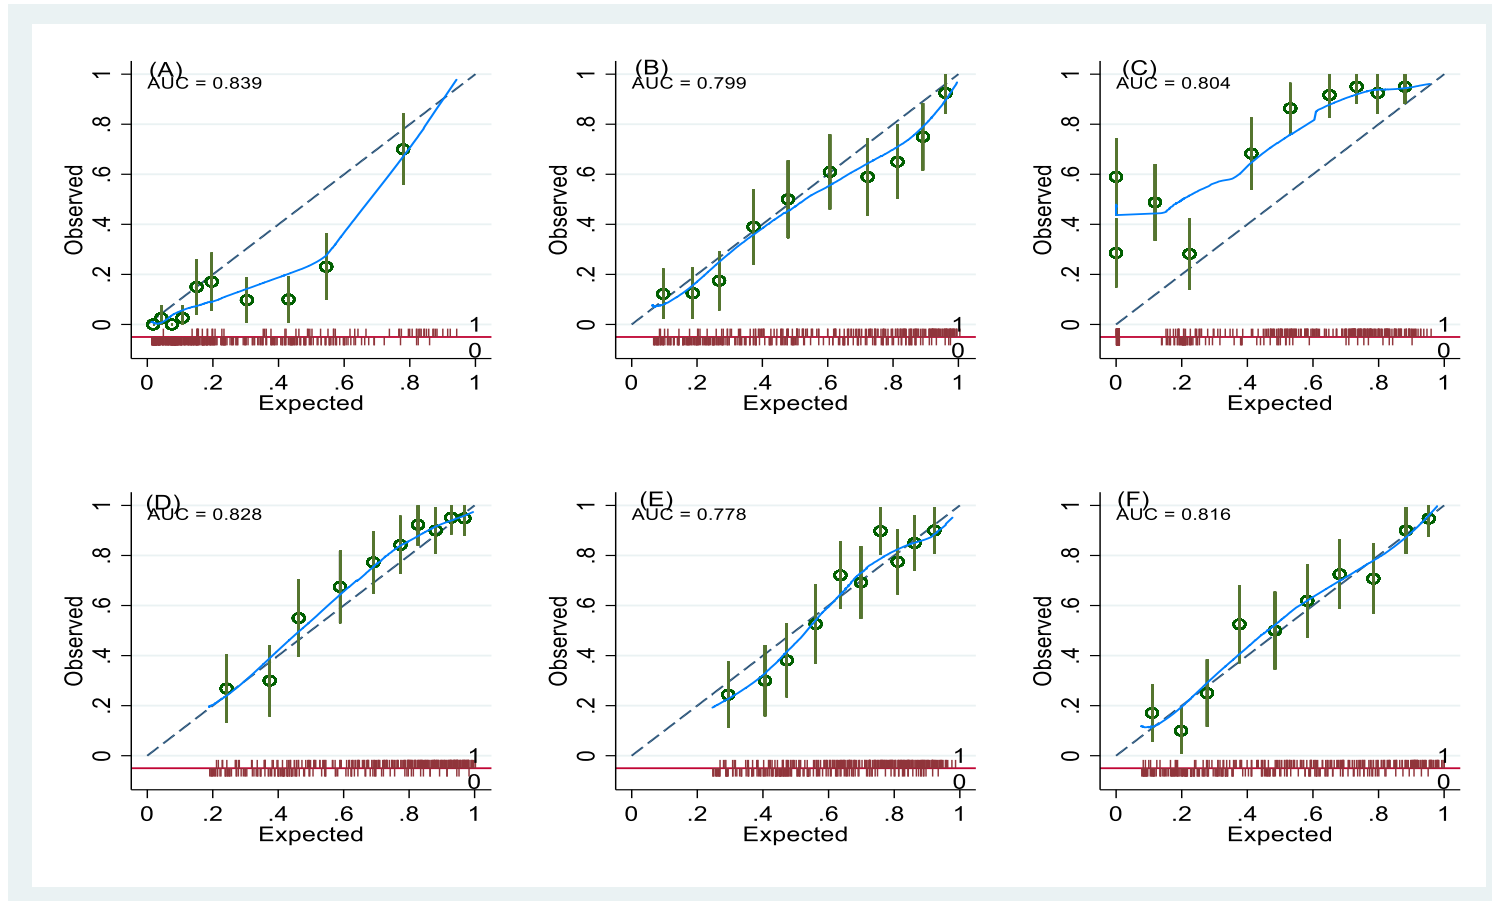 (A)
AUC = 0.839
Observed
1
.8
.6
.4
.2
0
1
0
0 .2 .4 .6 .8 1
Expected
(B)
AUC = 0.799
Observed
1
.8
.6
.4
.2
0
1
0
0 .2 .4 .6 .8 1
Expected
(C)
AUC = 0.804
Observed
1
.8
.6
.4
.2
0
1
0
0 .2 .4 .6 .8 1
Expected
(D)
AUC = 0.828
Observed
1
.8
.6
.4
.2
0
1
0
0 .2 .4 .6 .8 1
Expected
(E)
AUC = 0.778
Observed
1
.8
.6
.4
.2
0
1
0
0 .2 .4 .6 .8 1
Expected
(F)
AUC = 0.816
Observed
1
.8
.6
.4
.2
0
1
0
0 .2 .4 .6 .8 1
Expected